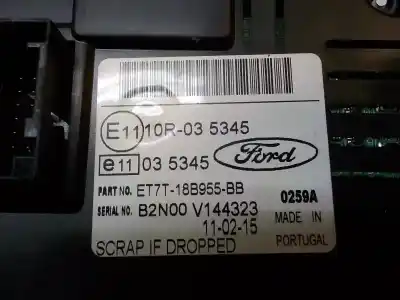 E11 10R-03 5345
e11 03 5345 Ford
PART NO. ET7T-18B955-BB 0259A
SERIAL NO. B2N00 V144323 MADE IN
11-02-15 PORTUGAL
SCRAP IF DROPPED